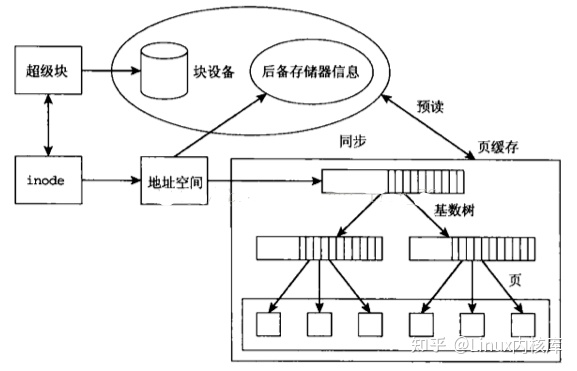 超级块
块设备
后备存储器信息
预读
同步
页缓存
inode
地址空间
基数树
页
知乎 @Linux内核库